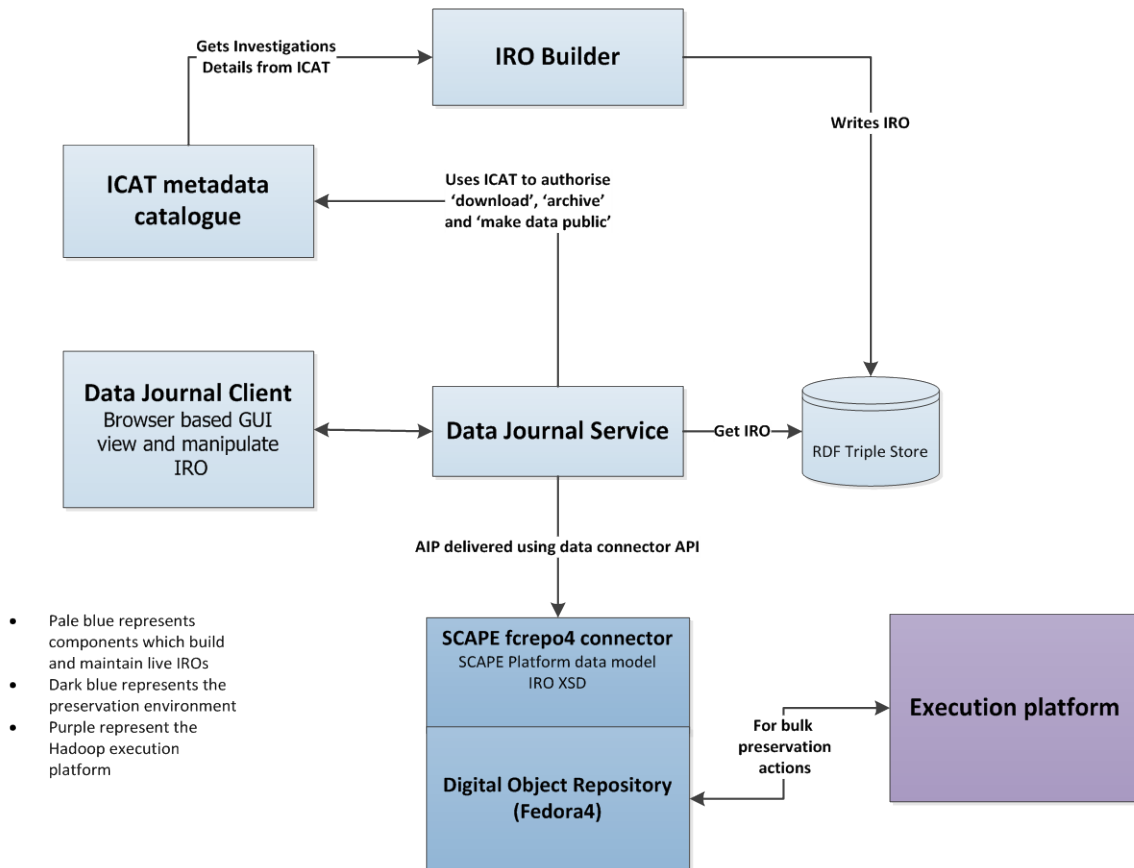 Gets Investigations
Details from ICAT
IRO Builder
Writes IRO
ICAT metadata
catalogue
Uses ICAT to authorise
‘download’, ‘archive’
and ‘make data public’
Data Journal Client
Browser based GUI
view and manipulate
IRO
Data Journal Service
Get IRO
RDF Triple Store
AIP delivered using data connector API
• Pale blue represents
components which build
and maintain live IROs
• Dark blue represents the
preservation environment
• Purple represent the
Hadoop execution
platform
SCAPE fcrepo4 connector
SCAPE Platform data model
IRO XSD
Digital Object Repository
(Fedora4)
For bulk
preservation
actions
Execution platform